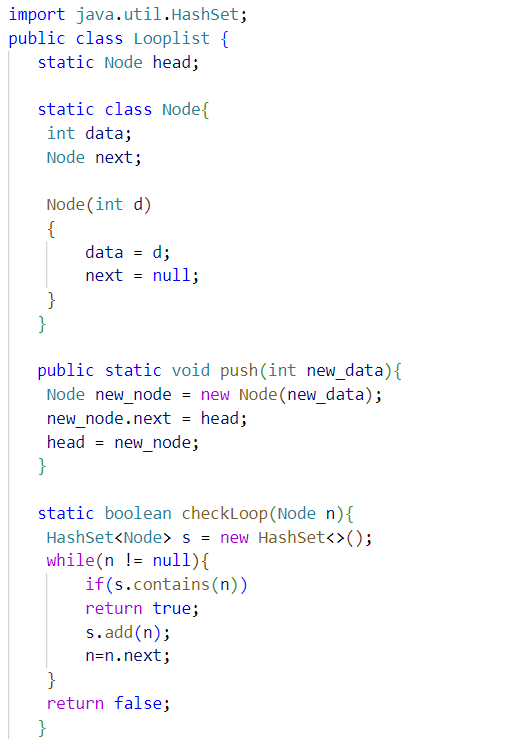 import java.util.HashSet;
public class Looplist {
static Node head;
static class Node{
int data;
Node next;
Node(int d)
{
data = d;
next = null;
}
}
public static void push(int new_data){
Node new_node = new Node(new_data);
new_node.next = head;
head = new_node;
}
static boolean checkLoop(Node n){
HashSet<Node> s = new HashSet<>();
while(n != null){
if(s.contains(n))
return true;
s.add(n);
n=n.next;
}
return false;
}